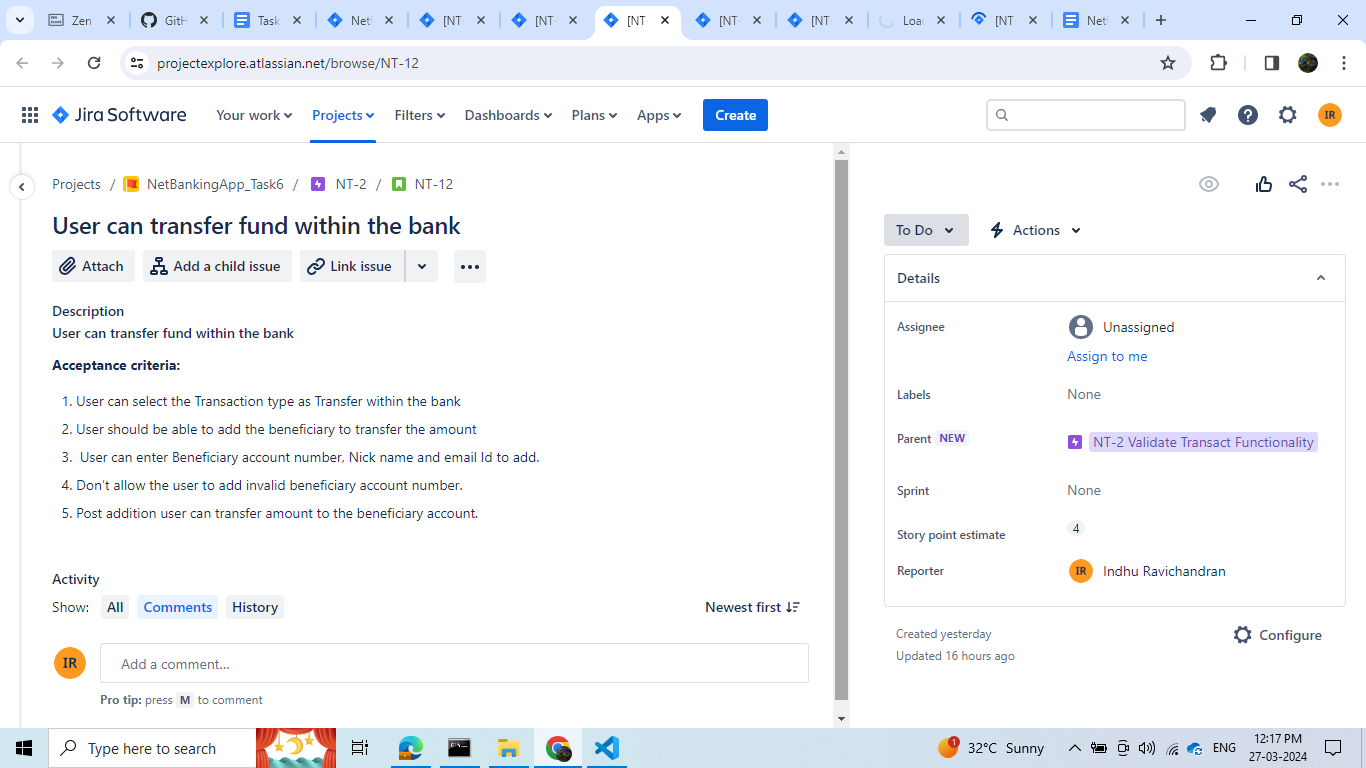 Zen
GitH
Task
Net
[NT-
[NT-
[NT-
[NT-
[NT-
Loa
[NT-
Net
projectexplore.atlassian.net/browse/NT-12
Jira Software
Your work
Projects
Filters
Dashboards
Plans
Apps
Create
IR
Projects / NetBankingApp_Task6 / NT-2 / NT-12
User can transfer fund within the bank
Attach
Add a child issue
Link issue
Description
User can transfer fund within the bank
Acceptance criteria:
1. User can select the Transaction type as Transfer within the bank
2. User should be able to add the beneficiary to transfer the amount
3. User can enter Beneficiary account number, Nick name and email Id to add.
4. Don't allow the user to add invalid beneficiary account number.
5. Post addition user can transfer amount to the beneficiary account.
Activity
Show: All Comments History
Newest first
IR
Add a comment...
Pro tip: press M to comment
To Do
Actions
Details
Assignee
Unassigned
Assign to me
Labels
None
Parent NEW
NT-2 Validate Transact Functionality
Sprint
None
Story point estimate
4
Reporter
IR
Indhu Ravichandran
Created yesterday
Updated 16 hours ago
Configure
Type here to search
1
32°C Sunny
ENG
12:17 PM
27-03-2024